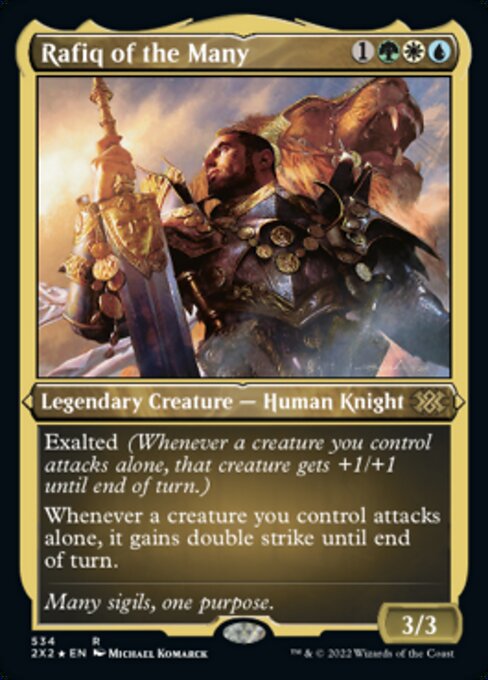 Rafiq of the Many 1
Legendary Creature — Human Knight
Exalted (Whenever a creature you control
attacks alone, that creature gets +1/+1
until end of turn.)
Whenever a creature you control attacks
alone, it gains double strike until end
of turn.
Many sigils, one purpose.
3/3
534 R
2X2 ★ EN Michael Komarck
™ & © 2022 Wizards of the Coast